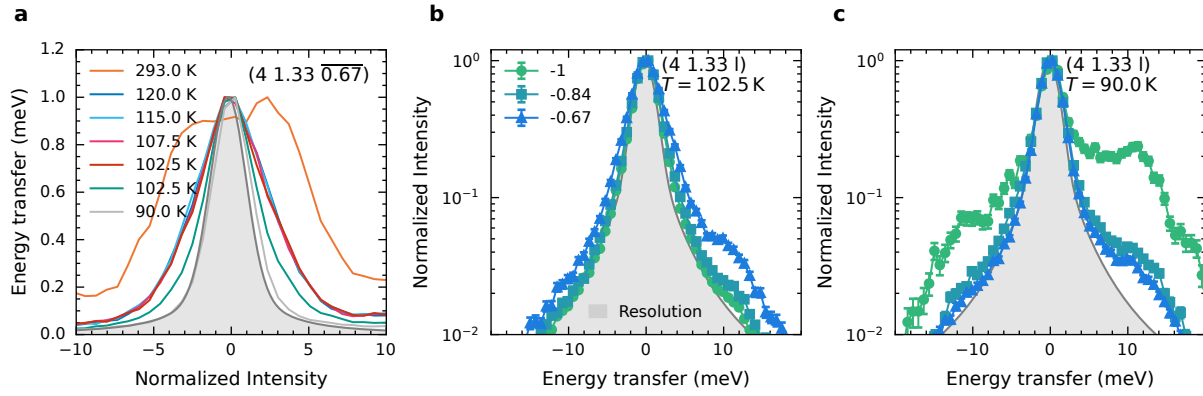 a
b
c
Energy transfer (meV)
1.2
1.0
0.8
0.6
0.4
0.2
0.0
293.0 K
120.0 K
115.0 K
107.5 K
102.5 K
102.5 K
90.0 K
(4 1.33 0.67)
−10
−5
0
5
10
Normalized Intensity
Normalized Intensity
10⁰
10⁻¹
10⁻²
-1
-0.84
-0.67
(4 1.33 l)
T = 102.5 K
Resolution
−10
0
10
Energy transfer (meV)
Normalized Intensity
10⁰
10⁻¹
10⁻²
(4 1.33 l)
T = 90.0 K
−10
0
10
Energy transfer (meV)